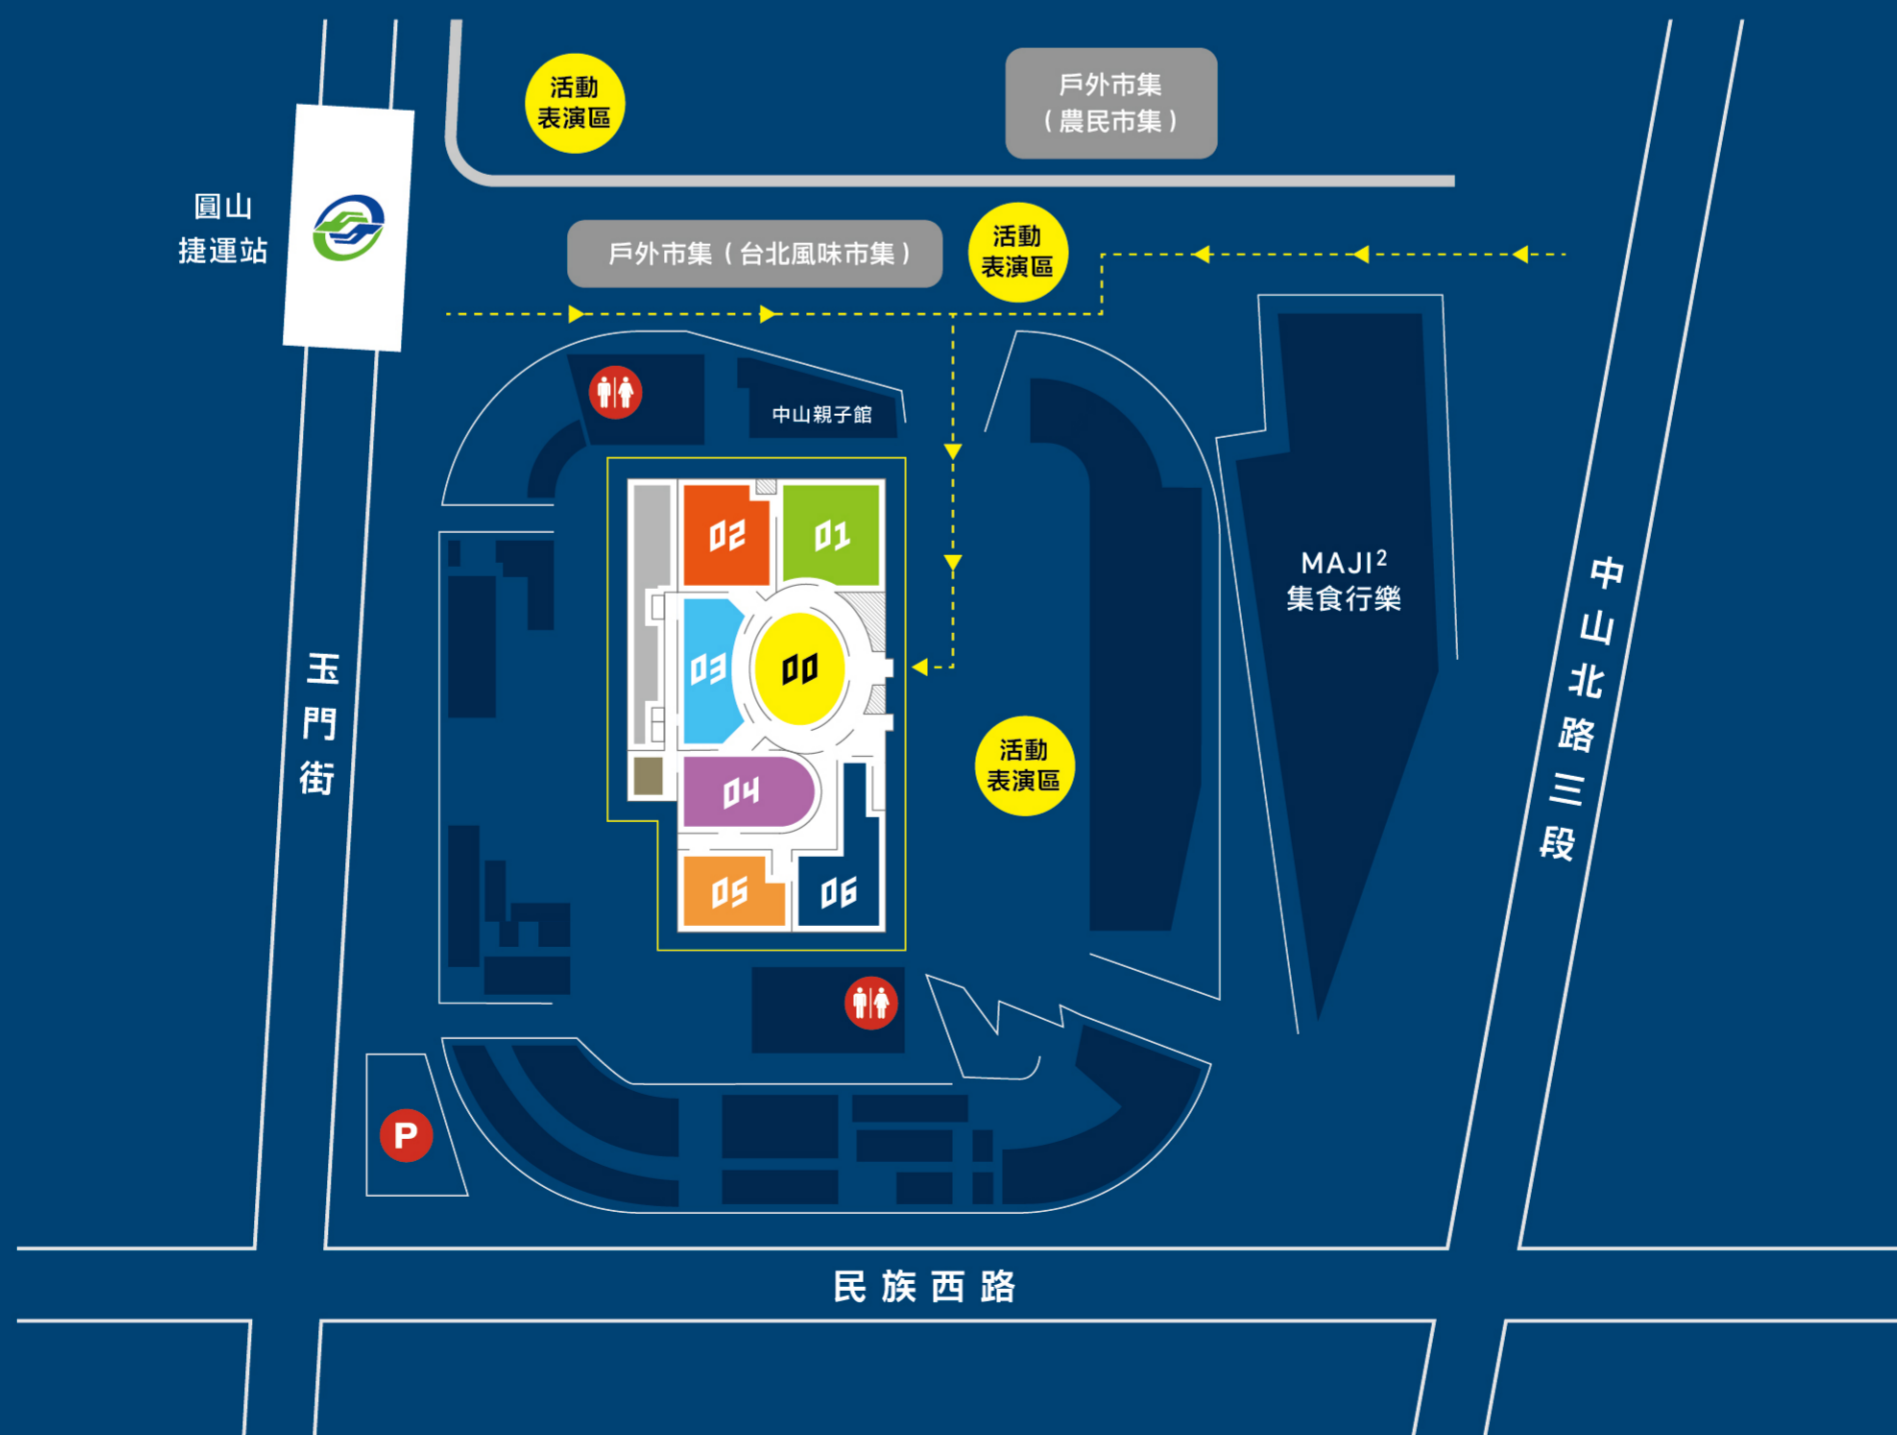 活動
表演區
戶外市集
(農民市集)
圓山
捷運站
戶外市集(台北風味市集)
活動
表演區
中山親子館
02
01
03
00
04
05
06
MAJI²
集食行樂
活動
表演區
玉門街
中山北路三段
P
民族西路